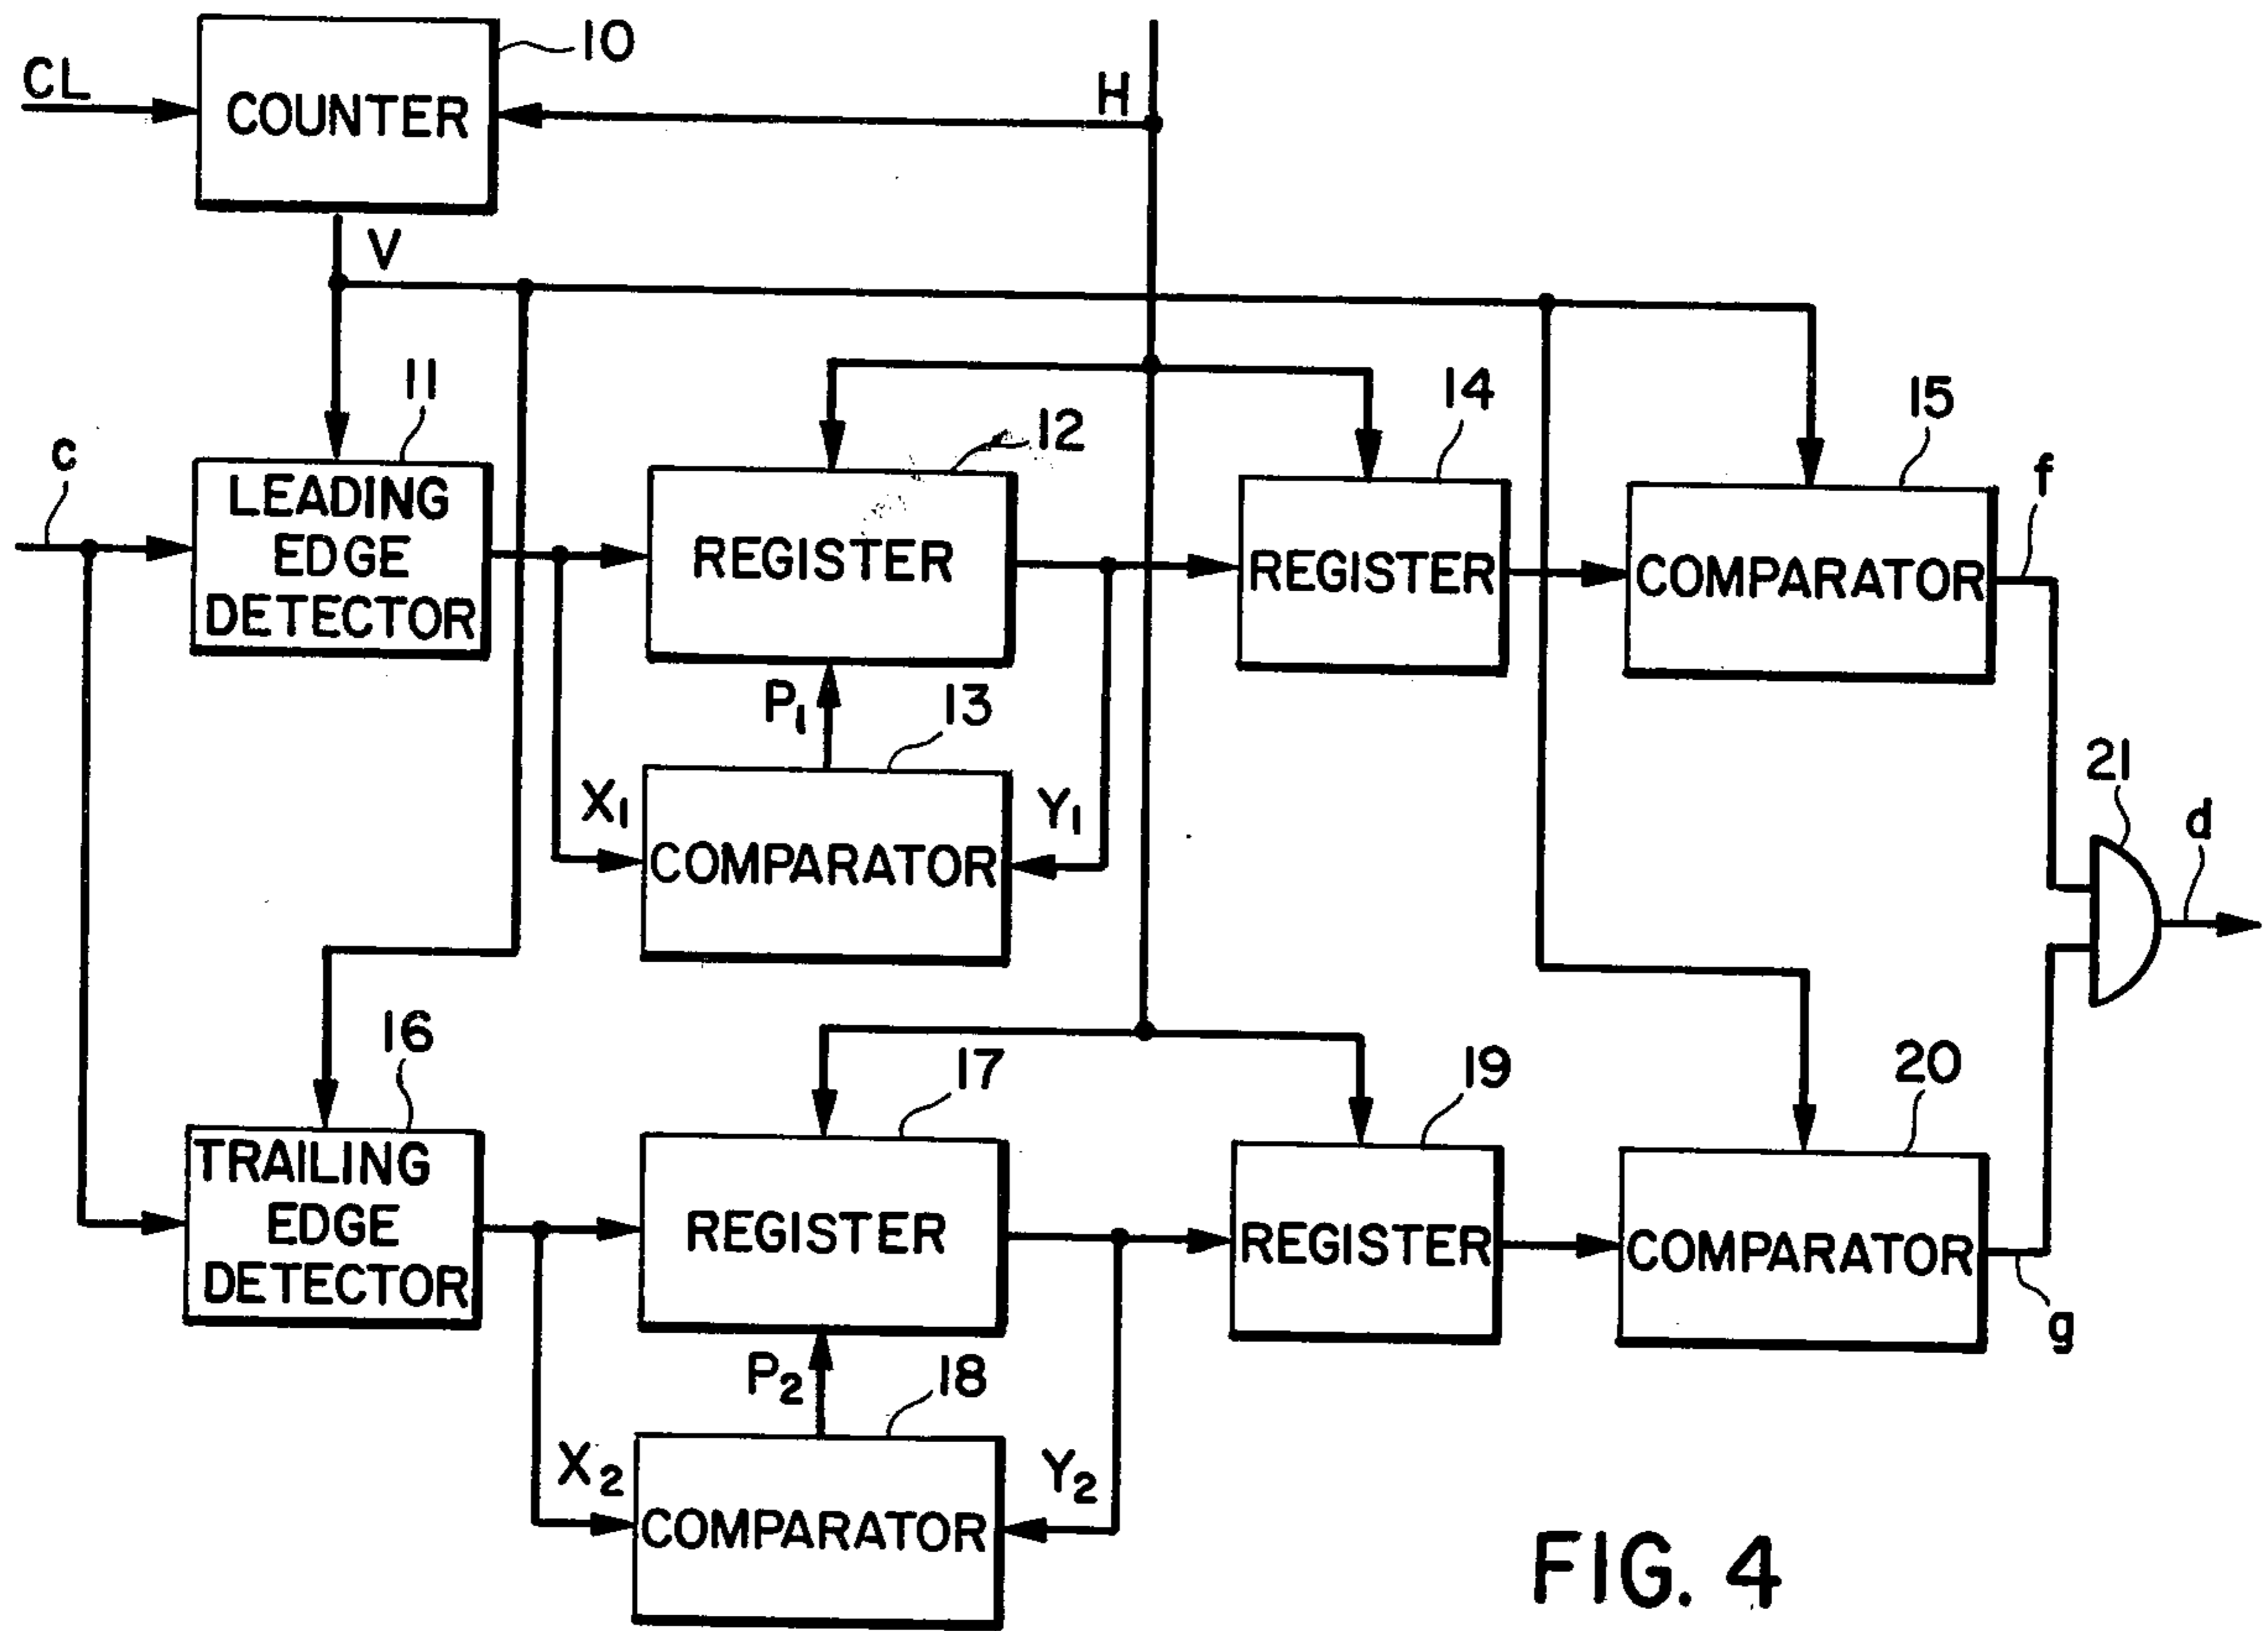 10
CL
COUNTER
H
V
11
12
14
15
c
f
LEADING
EDGE
DETECTOR
REGISTER
REGISTER
COMPARATOR
P1
13
21
X1
Y1
d
COMPARATOR
16
17
19
20
TRAILING
EDGE
DETECTOR
REGISTER
REGISTER
COMPARATOR
g
P2
18
X2
Y2
COMPARATOR
FIG. 4